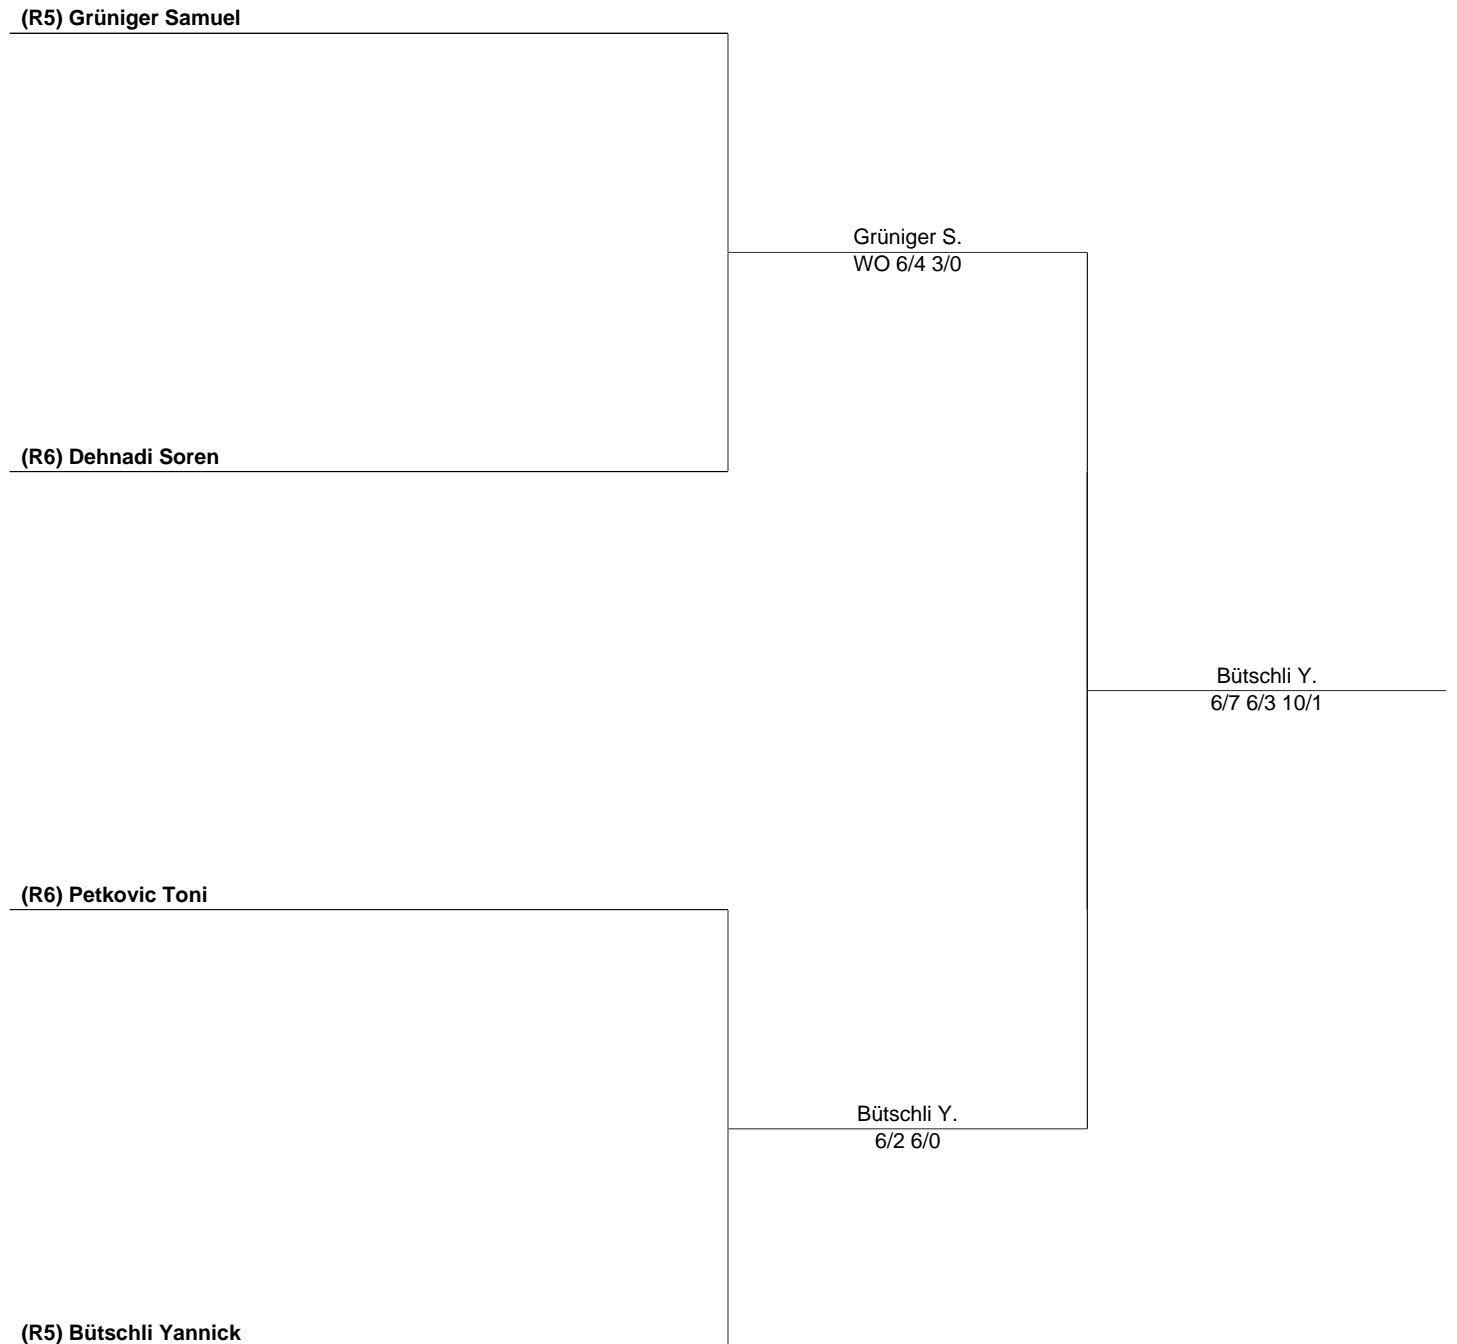 (R5) Grüniger Samuel
Grüniger S.
WO 6/4 3/0
(R6) Dehnadi Soren
Bütschli Y.
6/7 6/3 10/1
(R6) Petkovic Toni
Bütschli Y.
6/2 6/0
(R5) Bütschli Yannick